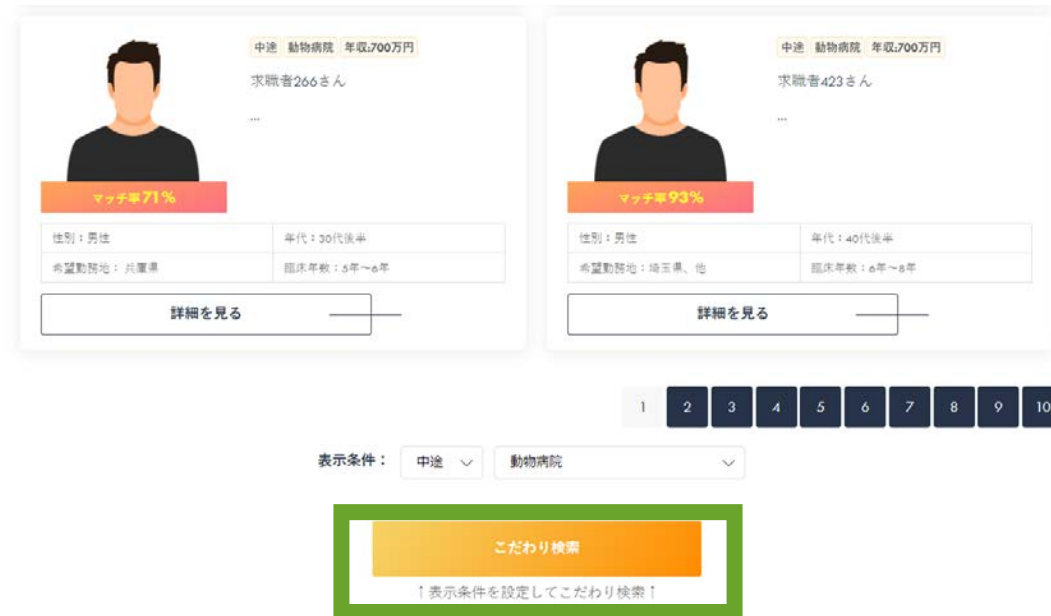 中途 動物病院 年収:700万円
求職者266さん
...
マッチ率71%
性別：男性 年代：30代後半
希望勤務地： 兵庫県 臨床年数：5年～6年
詳細を見る
中途 動物病院 年収:700万円
求職者423さん
...
マッチ率93%
性別：男性 年代：40代後半
希望勤務地：埼玉県、他 臨床年数：6年～8年
詳細を見る
1 2 3 4 5 6 7 8 9 10
表示条件： 中途 動物病院
こだわり検索
↑表示条件を設定してこだわり検索↑